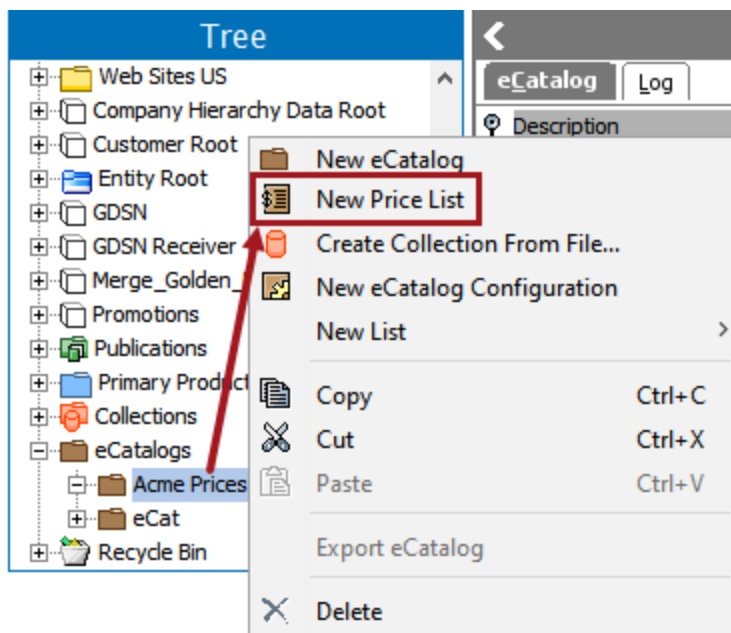 Tree
Web Sites US
Company Hierarchy Data Root
Customer Root
Entity Root
GDSN
GDSN Receiver
Merge_Golden_
Promotions
Publications
Primary Product
Collections
eCatalogs
Acme Prices
eCat
Recycle Bin
eCatalog Log
Description
New eCatalog
New Price List
Create Collection From File...
New eCatalog Configuration
New List
Copy Ctrl+C
Cut Ctrl+X
Paste Ctrl+V
Export eCatalog
Delete